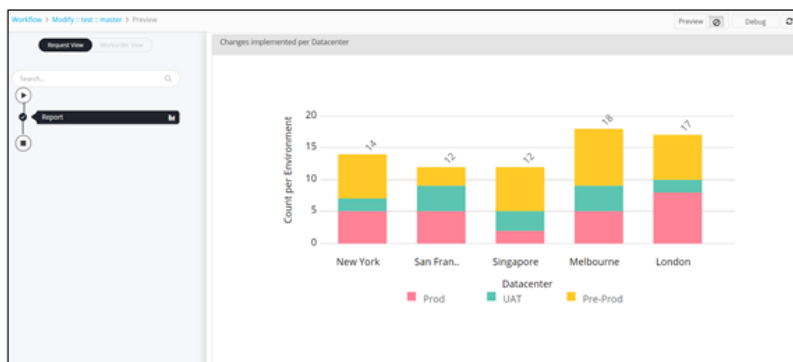 Workflow > Modify :: test :: master > Preview
Preview
Debug
Request View
Workorder View
Changes implemented per Datacenter
Search...
Report
Count per Environment
20
15
10
5
0
14
12
12
18
17
New York
San Fran..
Singapore
Melbourne
London
Datacenter
Prod
UAT
Pre-Prod